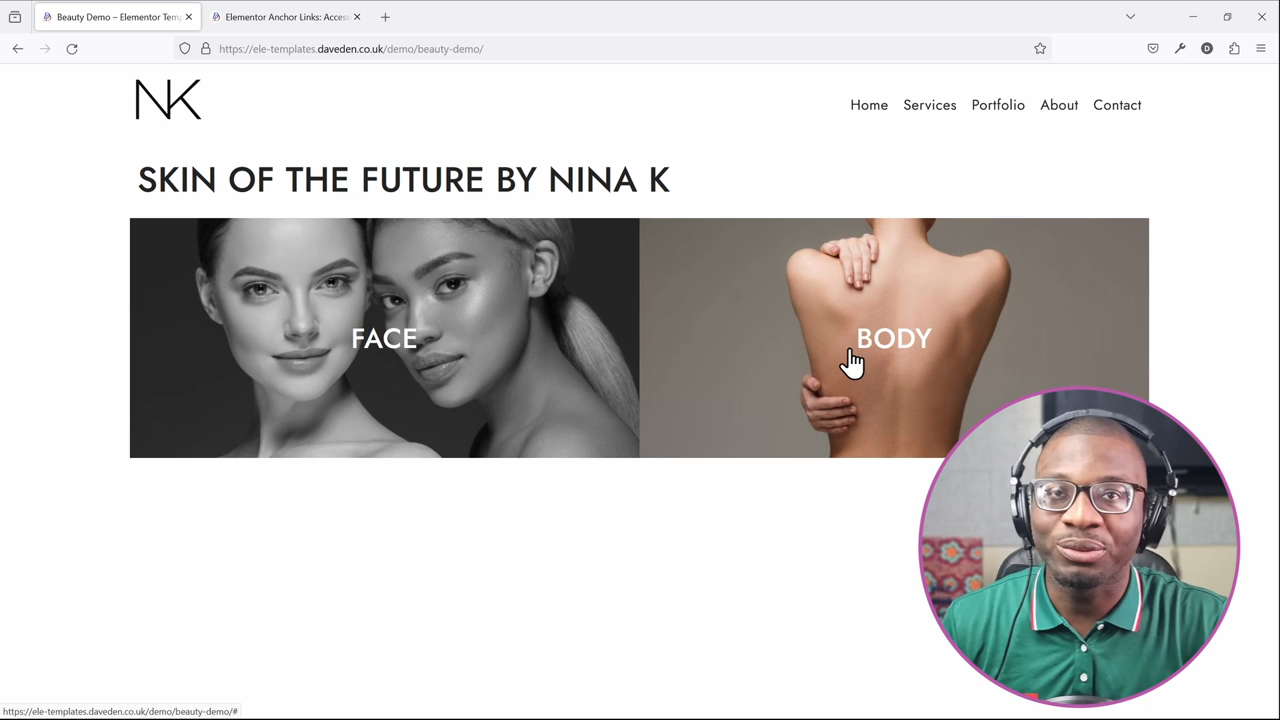 Beauty Demo – Elementor Temp
Elementor Anchor Links: Access
https://ele-templates.daveden.co.uk/demo/beauty-demo/
D
NK
Home Services Portfolio About Contact
SKIN OF THE FUTURE BY NINA K
FACE
BODY
https://ele-templates.daveden.co.uk/demo/beauty-demo/#